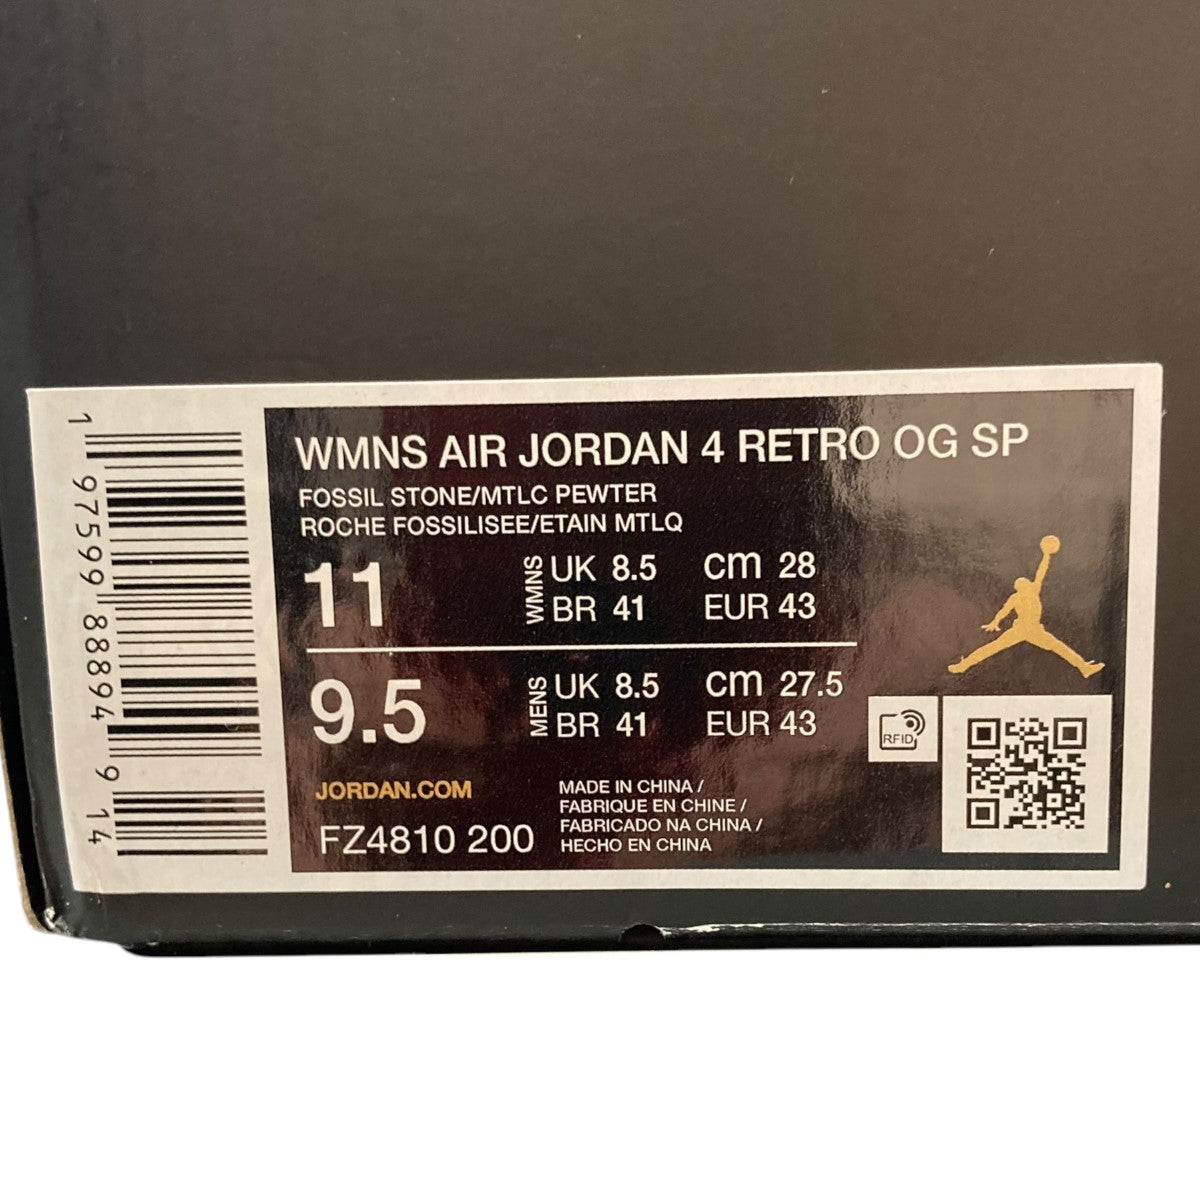 1 97599 88894 9 14
WMNS AIR JORDAN 4 RETRO OG SP
FOSSIL STONE/MTLC PEWTER
ROCHE FOSSILISEE/ETAIN MTLQ
11 WMNS UK 8.5 CM 28
BR 41 EUR 43
9.5 MENS UK 8.5 CM 27.5
BR 41 EUR 43
RFID
JORDAN.COM
FZ4810 200
MADE IN CHINA /
FABRIQUE EN CHINE /
FABRICADO NA CHINA /
HECHO EN CHINA